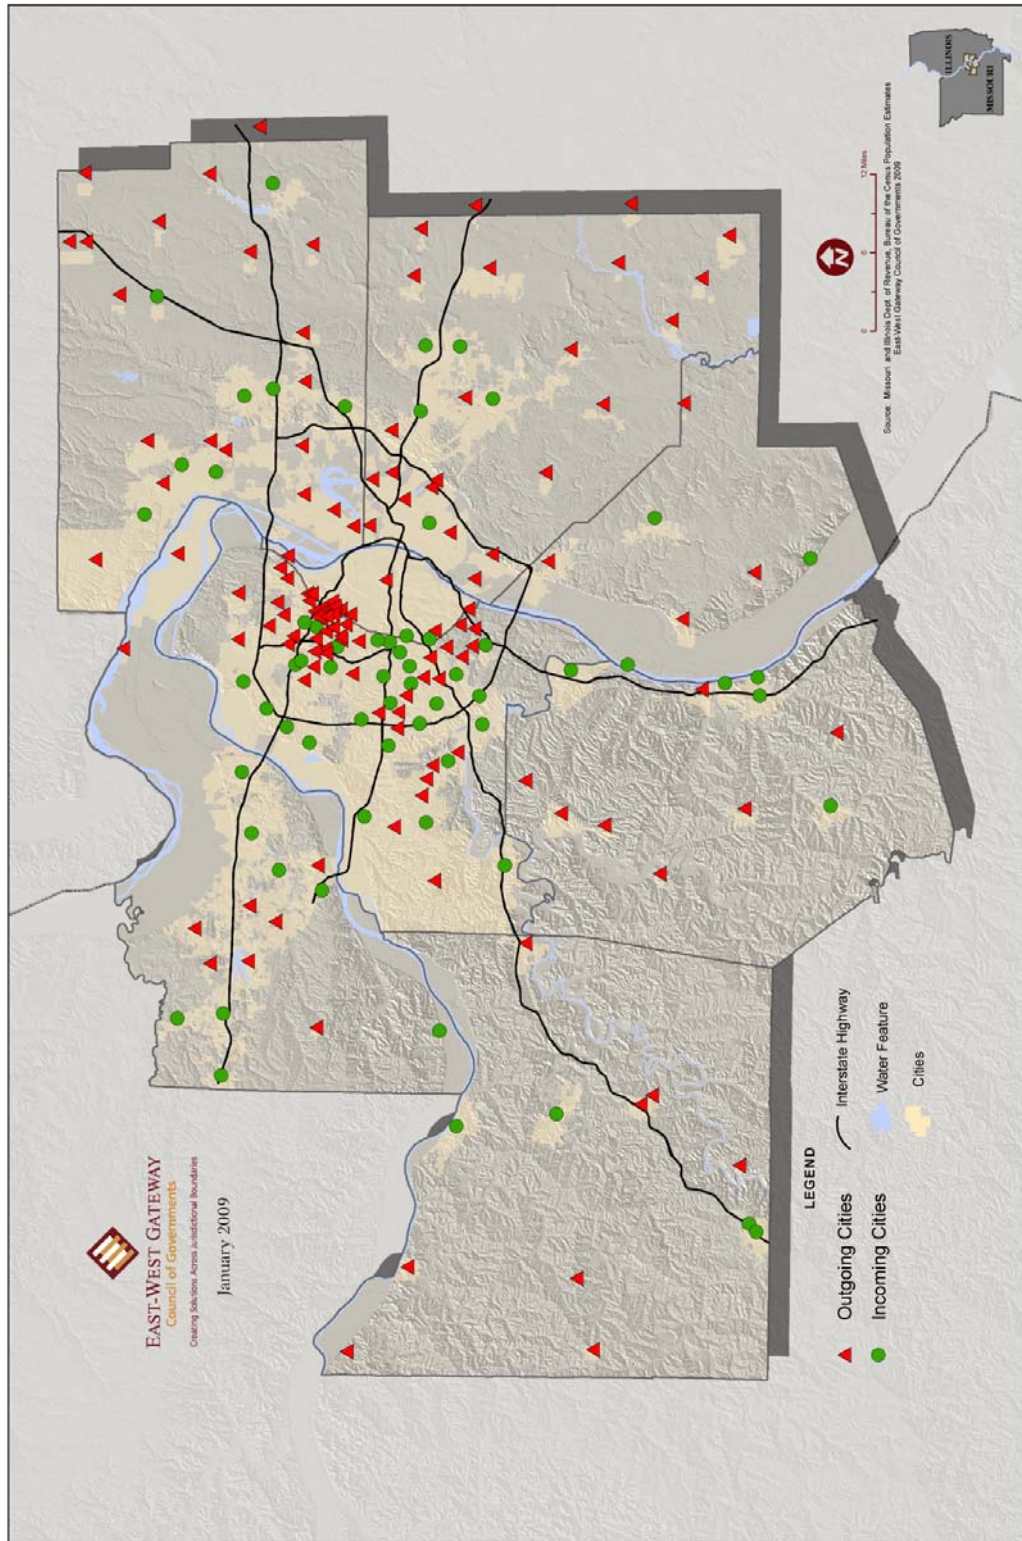 EAST-WEST GATEWAY
Council of Governments
Creating Solutions Across Jurisdictional Boundaries
January 2009
LEGEND
Outgoing Cities
Incoming Cities
Interstate Highway
Water Feature
Cities
N
0 6 12 Miles
Source: Missouri and Illinois Dept. of Revenue, Bureau of the Census Population Estimates
East-West Gateway Council of Governments 2009
ILLINOIS
MISSOURI